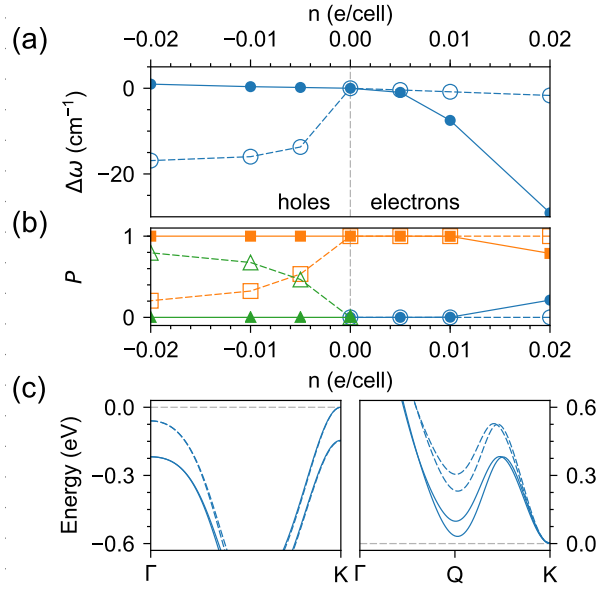 n (e/cell)
(a)
−0.02 −0.01 0.00 0.01 0.02
0
−20
Δω (cm⁻¹)
holes electrons
(b)
1
0
P
−0.02 −0.01 0.00 0.01 0.02
n (e/cell)
(c)
0.0
−0.3
−0.6
Energy (eV)
0.6
0.3
0.0
Γ K Γ Q K